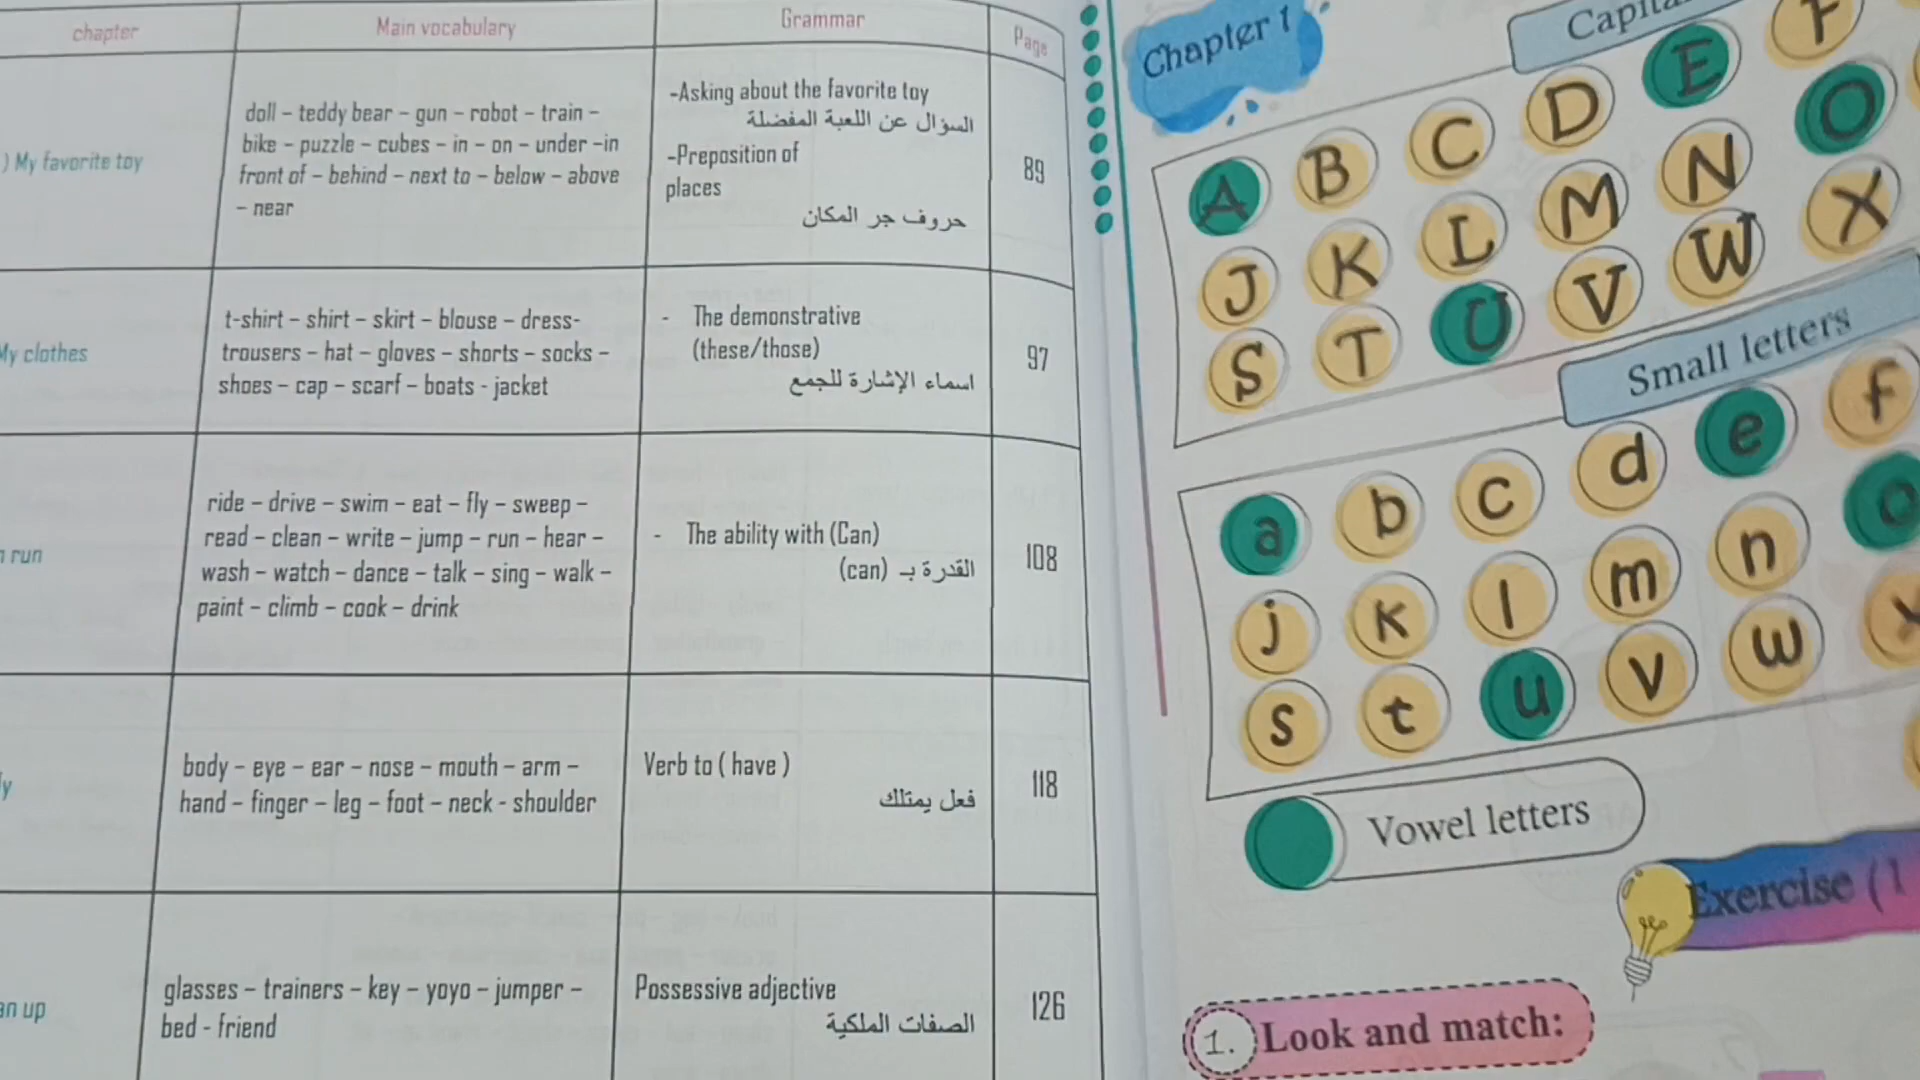 chapter
Main vocabulary
Grammar
Page
) My favorite toy
doll – teddy bear – gun – robot – train –
bike – puzzle – cubes – in – on – under –in
front of – behind – next to – below – above
– near
-Asking about the favorite toy
السؤال عن اللعبة المفضلة
-Preposition of
places
حروف جر المكان
89
My clothes
t-shirt – shirt – skirt – blouse – dress-
trousers – hat – gloves – shorts – socks –
shoes – cap – scarf – boats - jacket
- The demonstrative
(these/those)
اسماء الإشارة للجمع
97
run
ride – drive – swim – eat – fly – sweep –
read – clean – write – jump – run – hear –
wash – watch – dance – talk – sing – walk –
paint – climb – cook – drink
- The ability with (Can)
القدرة بـ (can)
108
y
body – eye – ear – nose – mouth – arm –
hand – finger – leg – foot – neck - shoulder
Verb to ( have )
فعل يمتلك
118
an up
glasses – trainers – key – yoyo – jumper –
bed - friend
Possessive adjective
الصفات الملكية
126
Chapter 1
A B C D E F
J K L M N O
S T U V W X
Small letters
a b c d e f
j k l m n o
s t u v w x
Vowel letters
Exercise (1
1. Look and match: